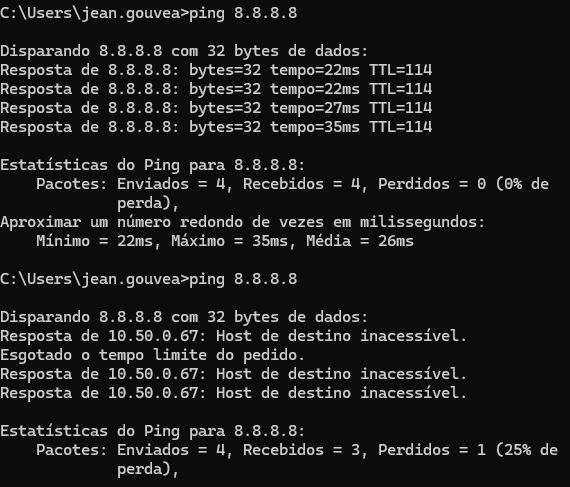 C:\Users\jean.gouvea>ping 8.8.8.8
Disparando 8.8.8.8 com 32 bytes de dados:
Resposta de 8.8.8.8: bytes=32 tempo=22ms TTL=114
Resposta de 8.8.8.8: bytes=32 tempo=22ms TTL=114
Resposta de 8.8.8.8: bytes=32 tempo=27ms TTL=114
Resposta de 8.8.8.8: bytes=32 tempo=35ms TTL=114
Estatísticas do Ping para 8.8.8.8:
Pacotes: Enviados = 4, Recebidos = 4, Perdidos = 0 (0% de
perda),
Aproximar um número redondo de vezes em milissegundos:
Mínimo = 22ms, Máximo = 35ms, Média = 26ms
C:\Users\jean.gouvea>ping 8.8.8.8
Disparando 8.8.8.8 com 32 bytes de dados:
Resposta de 10.50.0.67: Host de destino inacessível.
Esgotado o tempo limite do pedido.
Resposta de 10.50.0.67: Host de destino inacessível.
Resposta de 10.50.0.67: Host de destino inacessível.
Estatísticas do Ping para 8.8.8.8:
Pacotes: Enviados = 4, Recebidos = 3, Perdidos = 1 (25% de
perda),